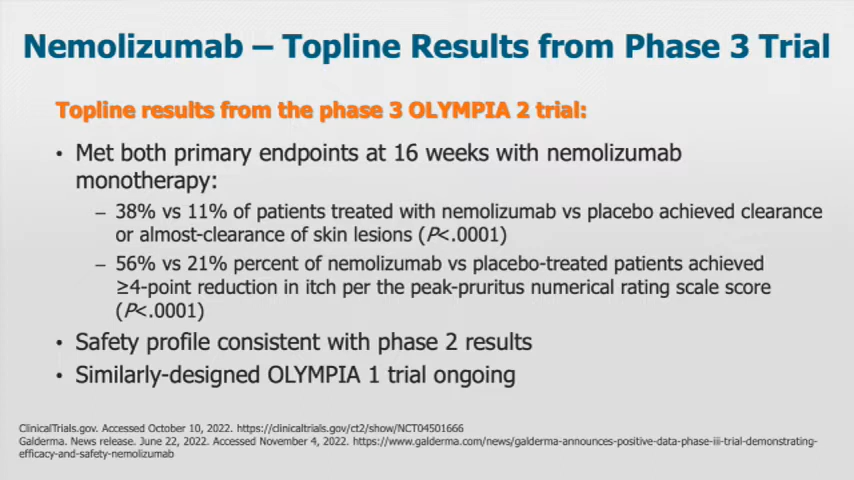 Nemolizumab – Topline Results from Phase 3 Trial
Topline results from the phase 3 OLYMPIA 2 trial:
• Met both primary endpoints at 16 weeks with nemolizumab
monotherapy:
– 38% vs 11% of patients treated with nemolizumab vs placebo achieved clearance
or almost-clearance of skin lesions (P<.0001)
– 56% vs 21% percent of nemolizumab vs placebo-treated patients achieved
≥4-point reduction in itch per the peak-pruritus numerical rating scale score
(P<.0001)
• Safety profile consistent with phase 2 results
• Similarly-designed OLYMPIA 1 trial ongoing
ClinicalTrials.gov. Accessed October 10, 2022. https://clinicaltrials.gov/ct2/show/NCT04501666
Galderma. News release. June 22, 2022. Accessed November 4, 2022. https://www.galderma.com/news/galderma-announces-positive-data-phase-iii-trial-demonstrating-
efficacy-and-safety-nemolizumab